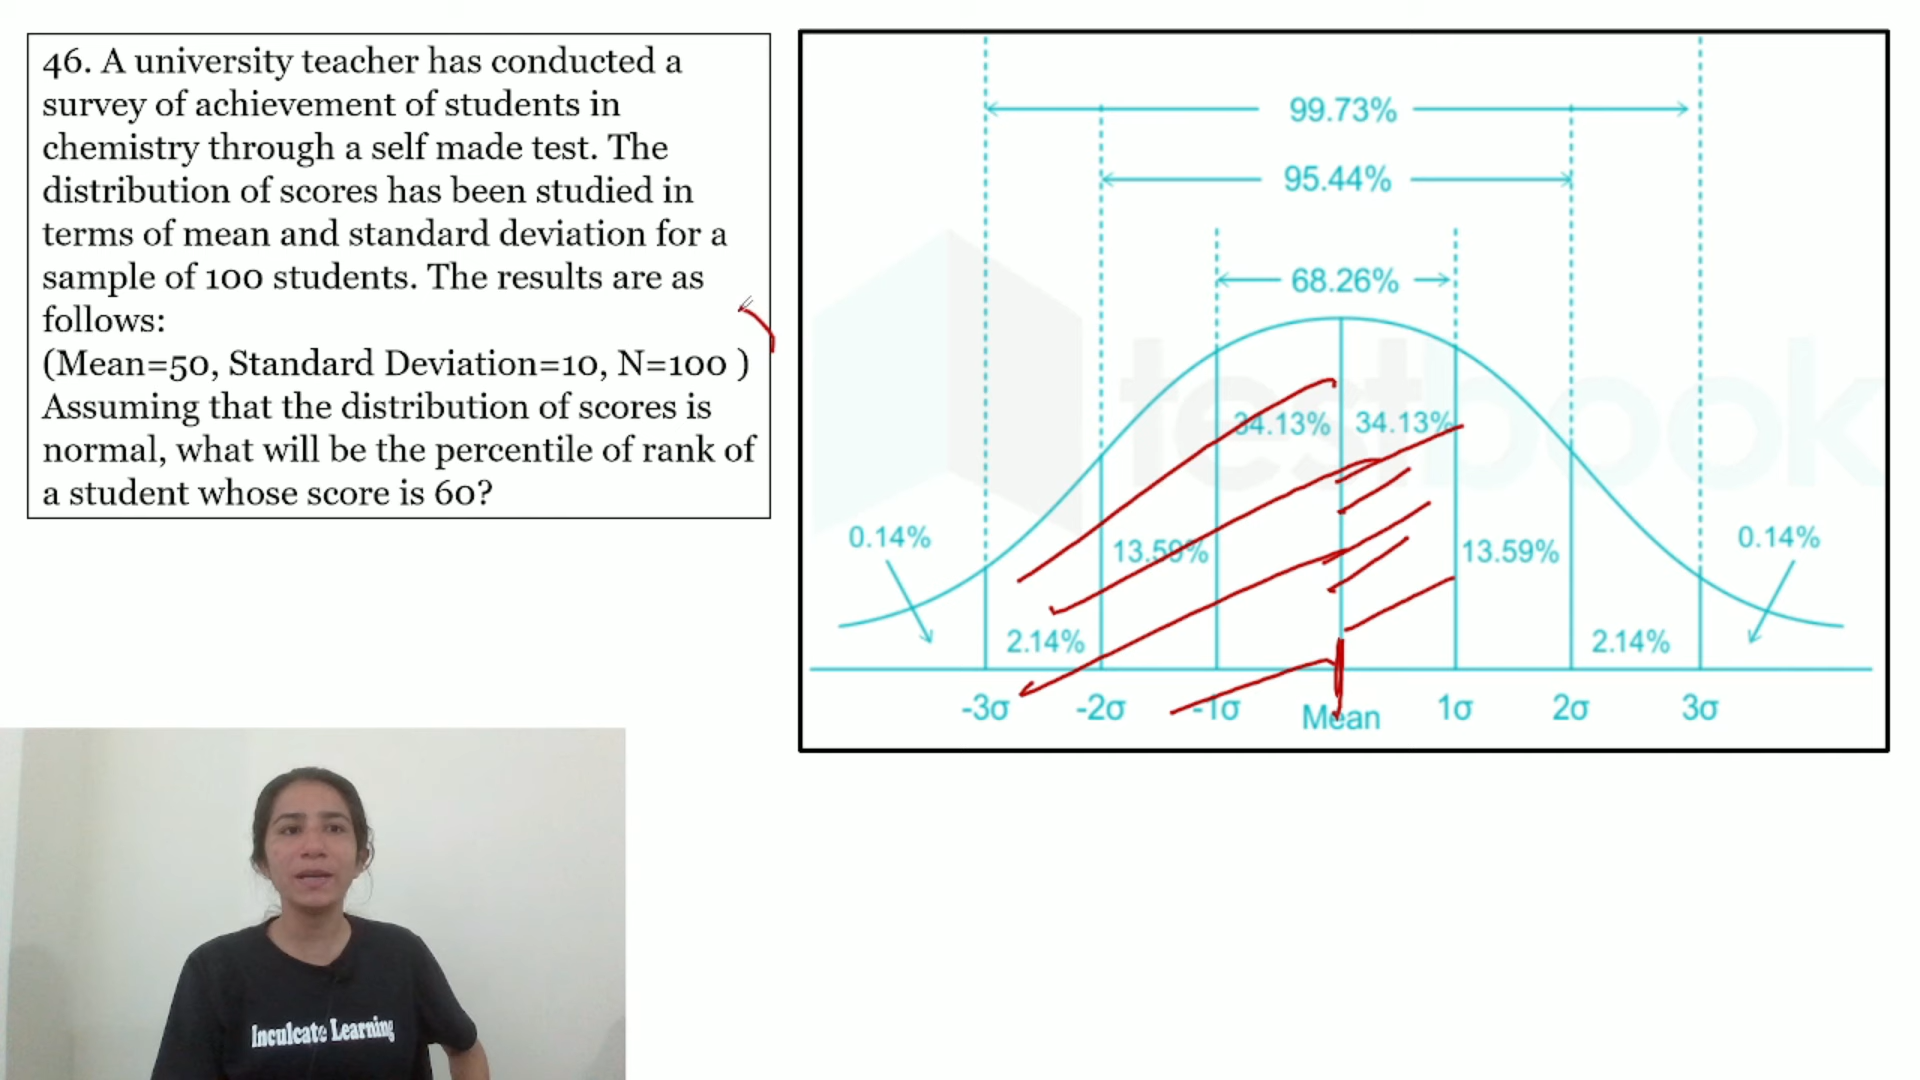 46. A university teacher has conducted a
survey of achievement of students in
chemistry through a self made test. The
distribution of scores has been studied in
terms of mean and standard deviation for a
sample of 100 students. The results are as
follows:
(Mean=50, Standard Deviation=10, N=100 )
Assuming that the distribution of scores is
normal, what will be the percentile of rank of
a student whose score is 60?
99.73%
95.44%
68.26%
testbook
34.13% 34.13%
0.14% 13.59% 13.59% 0.14%
2.14% 2.14%
-3σ -2σ -1σ Mean 1σ 2σ 3σ
Inculcate Learning